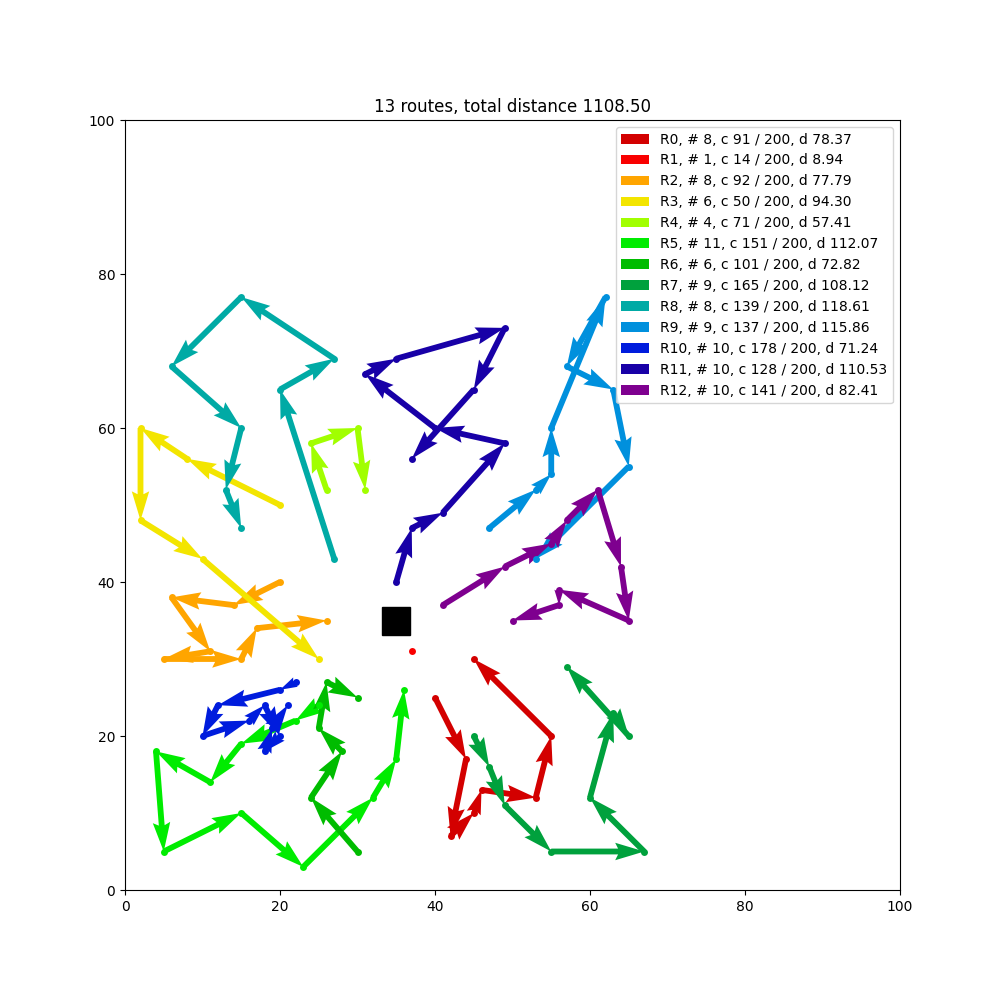 13 routes, total distance 1108.50
100
80
60
40
20
0
0 20 40 60 80 100
R0, # 8, c 91 / 200, d 78.37
R1, # 1, c 14 / 200, d 8.94
R2, # 8, c 92 / 200, d 77.79
R3, # 6, c 50 / 200, d 94.30
R4, # 4, c 71 / 200, d 57.41
R5, # 11, c 151 / 200, d 112.07
R6, # 6, c 101 / 200, d 72.82
R7, # 9, c 165 / 200, d 108.12
R8, # 8, c 139 / 200, d 118.61
R9, # 9, c 137 / 200, d 115.86
R10, # 10, c 178 / 200, d 71.24
R11, # 10, c 128 / 200, d 110.53
R12, # 10, c 141 / 200, d 82.41